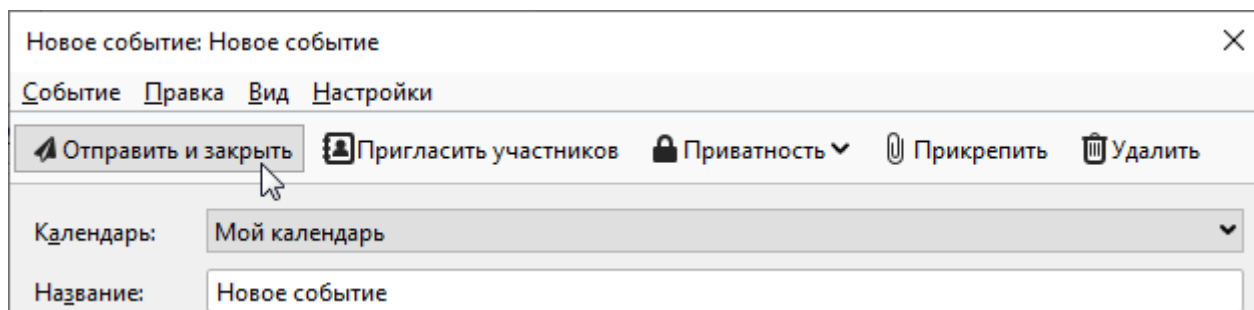 Новое событие: Новое событие
Событие Правка Вид Настройки
Отправить и закрыть Пригласить участников Приватность Прикрепить Удалить
Календарь: Мой календарь
Название: Новое событие